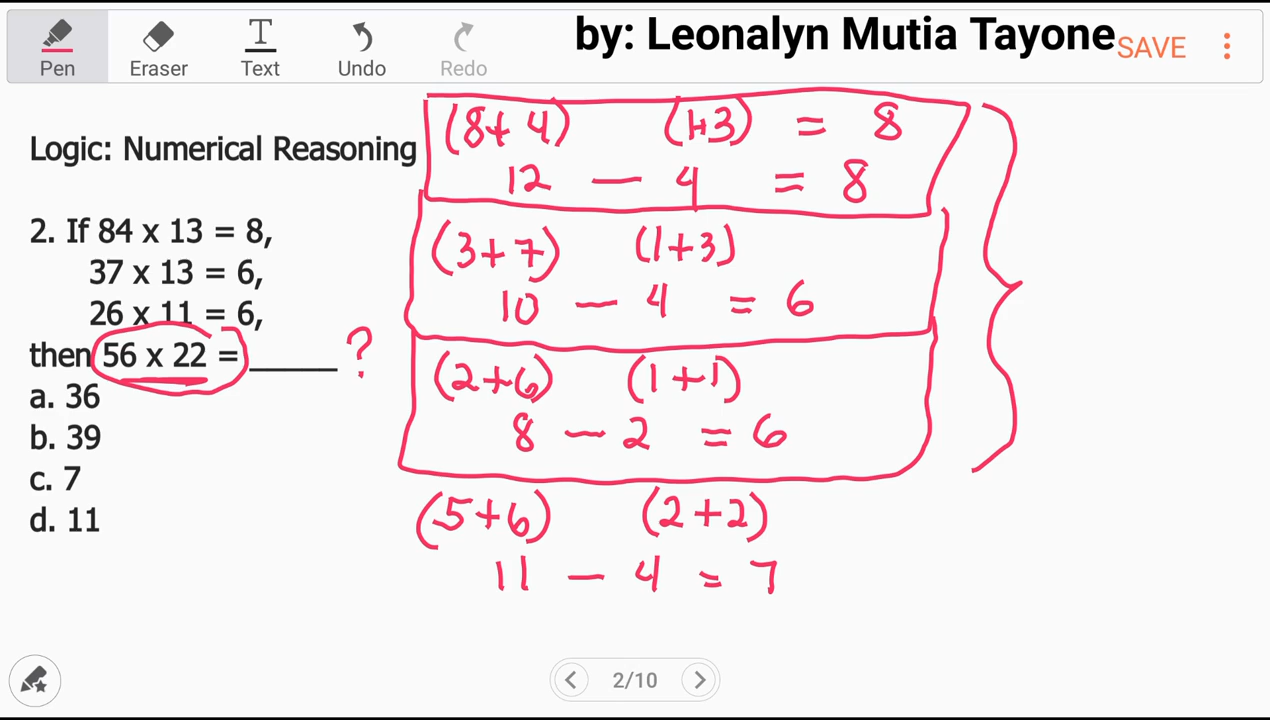 by: Leonalyn Mutia Tayone
SAVE
Pen Eraser Text Undo Redo
Logic: Numerical Reasoning
2. If 84 x 13 = 8,
37 x 13 = 6,
26 x 11 = 6,
then 56 x 22 = _____ ?
a. 36
b. 39
c. 7
d. 11
(8+4) (1+3) = 8
12 — 4 = 8
(3+7) (1+3)
10 — 4 = 6
(2+6) (1+1)
8 — 2 = 6
(5+6) (2+2)
11 — 4 = 7
2/10